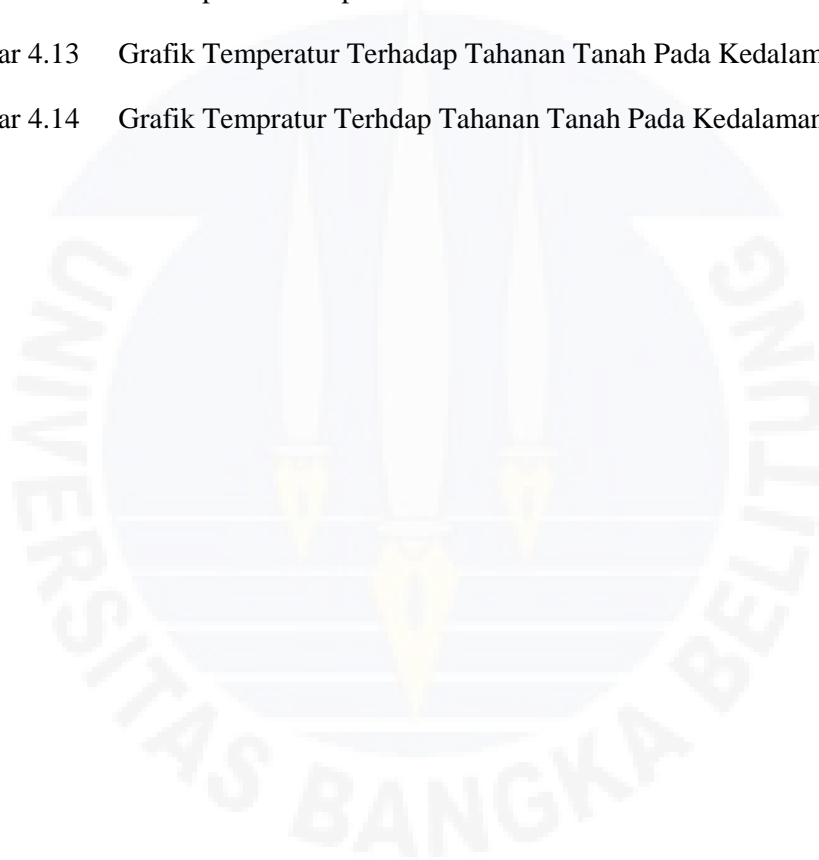 ar 4.13 Grafik Temperatur Terhadap Tahanan Tanah Pada Kedalam
ar 4.14 Grafik Tempratur Terhdap Tahanan Tanah Pada Kedalaman
UNIVERSITAS BANGKA BELITUNG